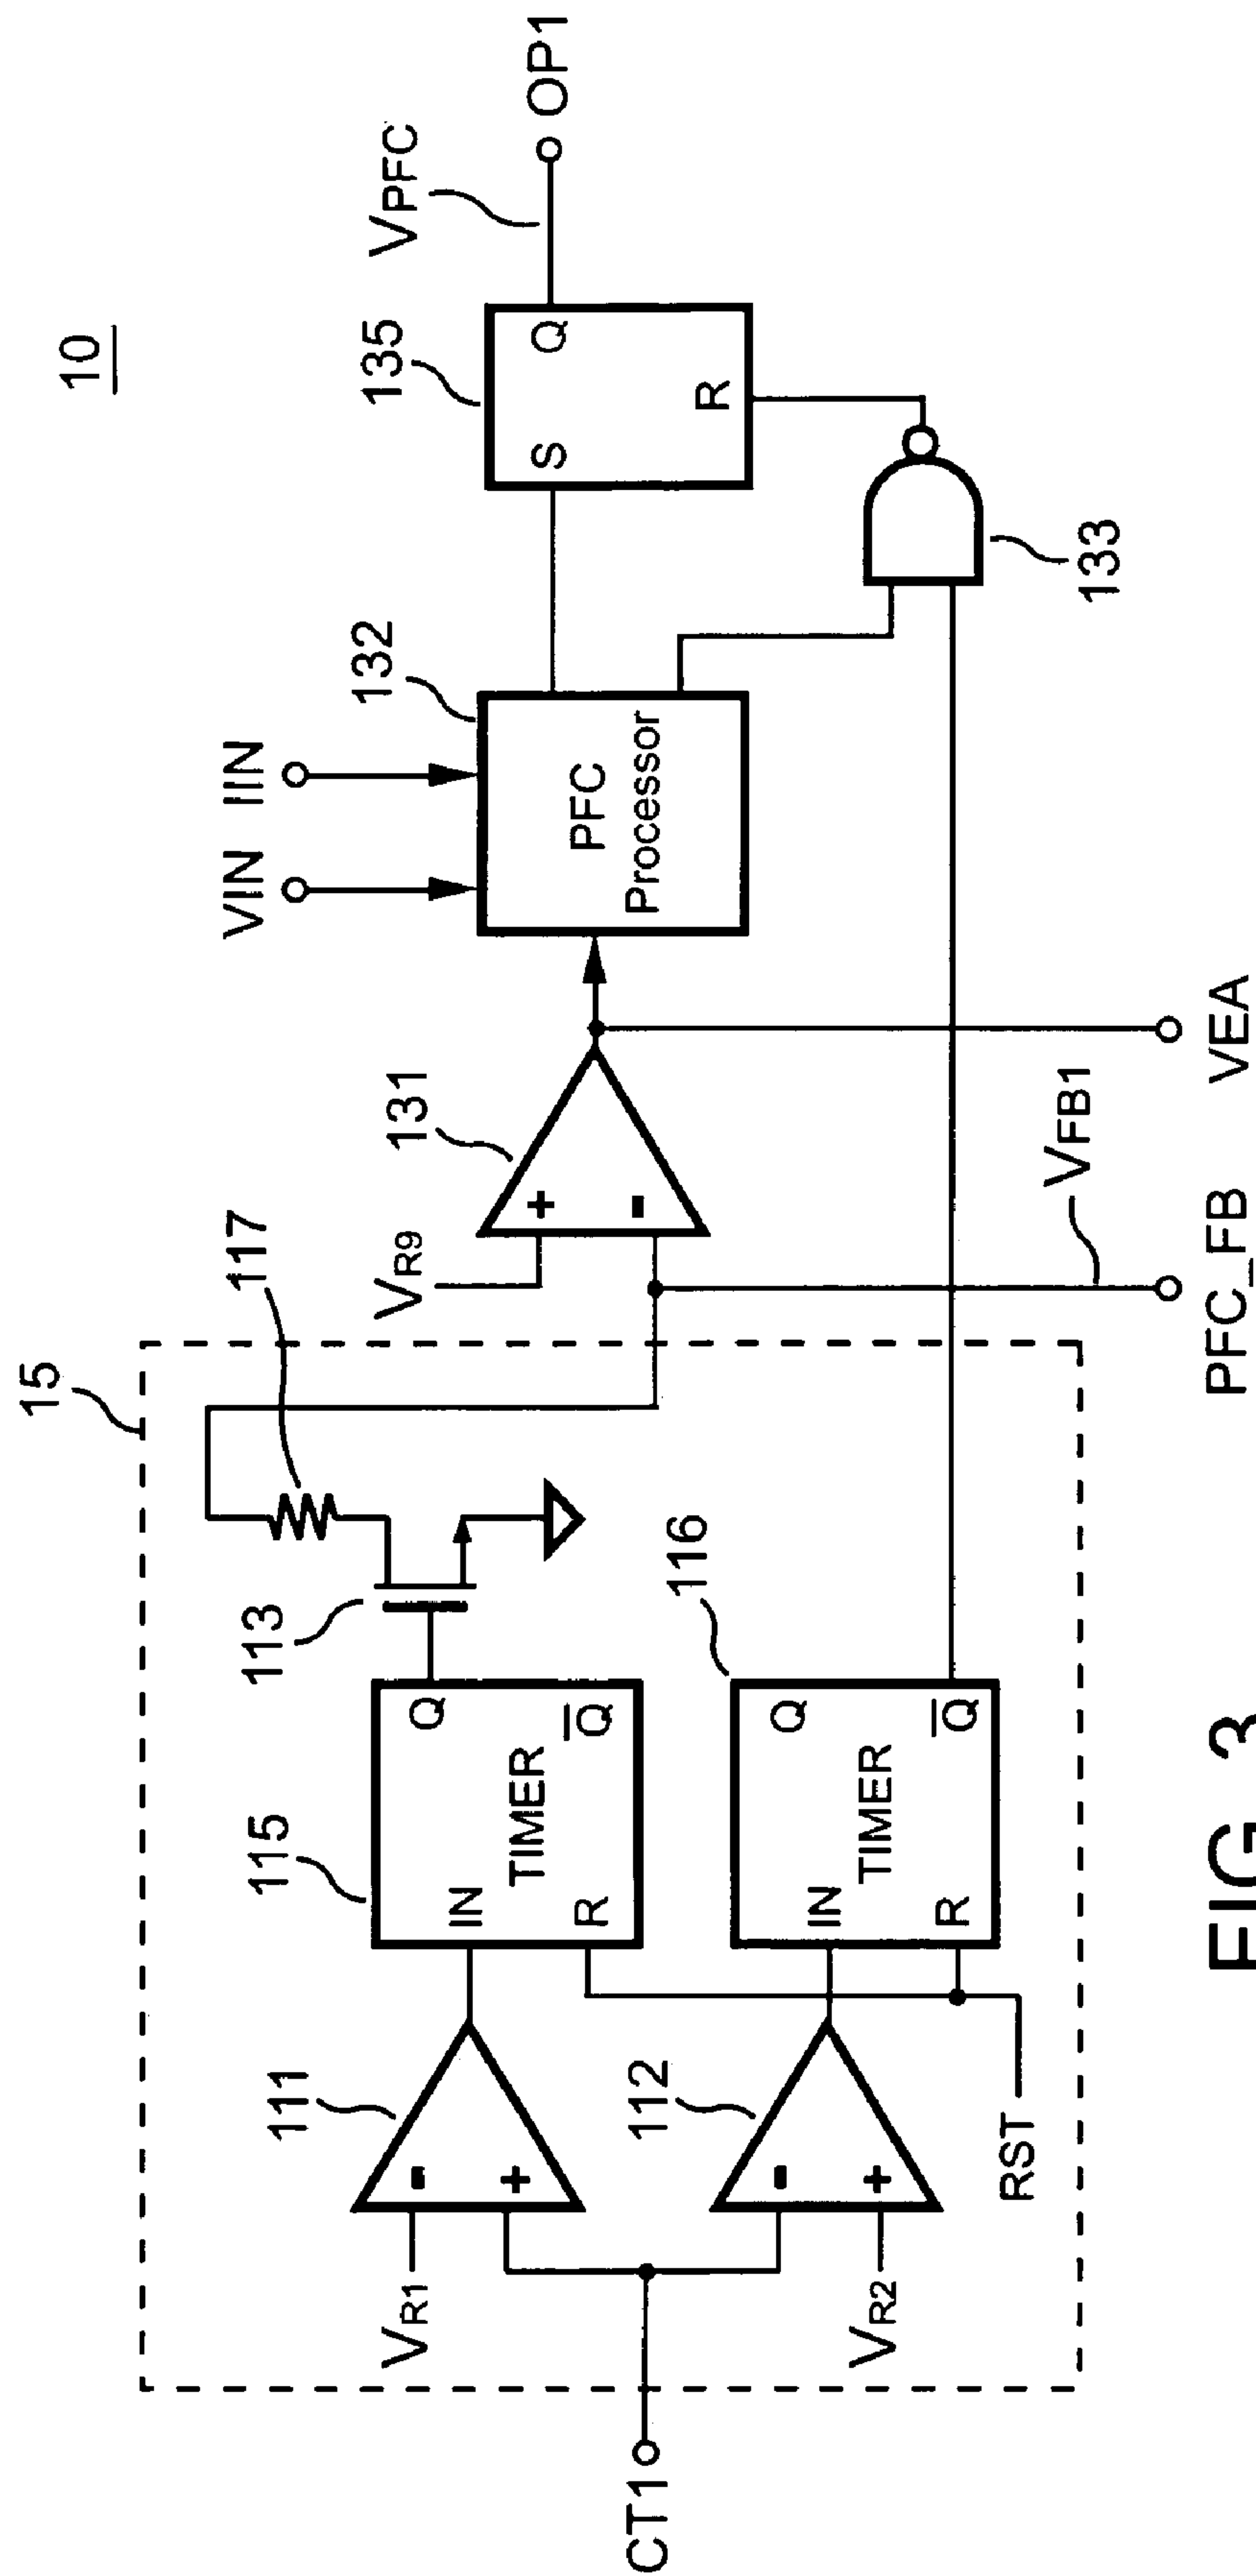 10
15
117
VIN
IIN
132
135
VPFC
OP1
VR9
131
+
-
PFC
Processor
S
Q
R
133
113
115
IN
TIMER
R
Q
Q
116
IN
TIMER
R
Q
Q
111
-
+
VR1
112
-
+
VR2
RST
CT1
VFB1
PFC_FB
VEA
FIG. 3